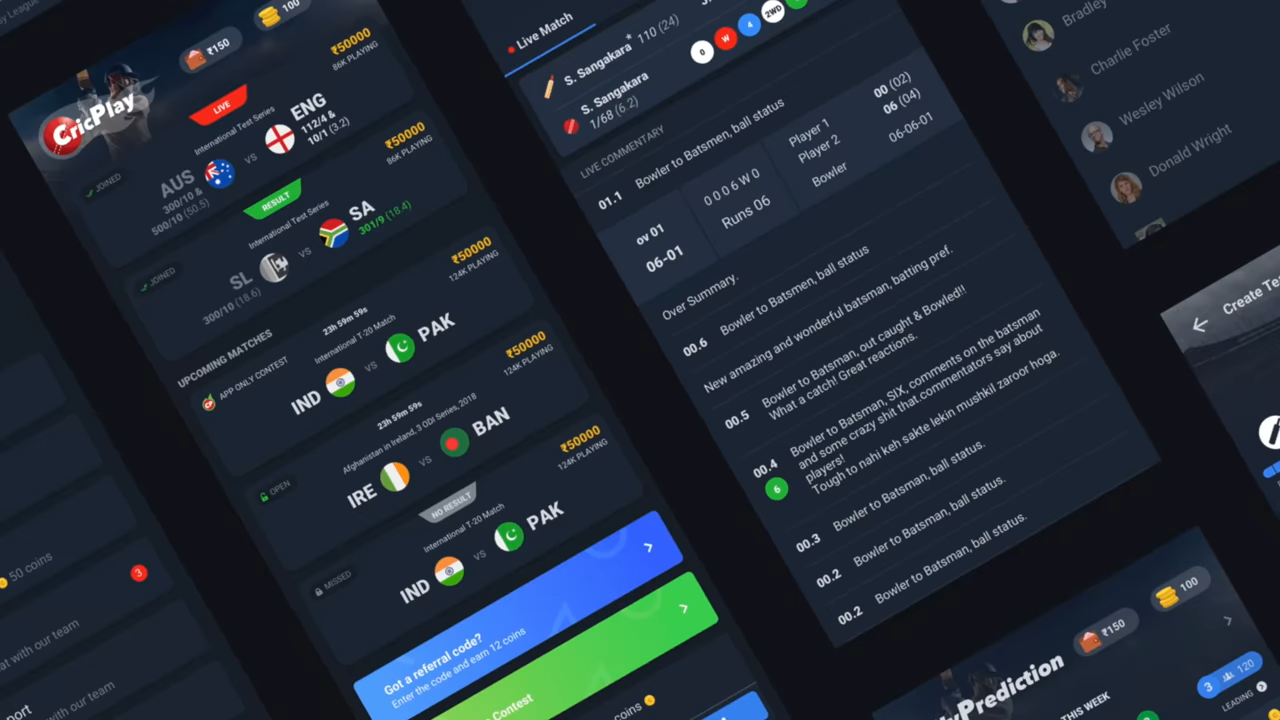 50 coins
3
at with our team
with our team
port
₹150
100
CricPlay
LIVE
₹50000
86K PLAYING
International Test Series
JOINED
AUS
300/10 &
500/10 (50.5)
VS
ENG
112/4 &
10/1 (3.2)
RESULT
₹50000
86K PLAYING
International Test Series
JOINED
SL
300/10 (18.6)
VS
SA
301/9 (18.4)
UPCOMING MATCHES
APP ONLY CONTEST
23h 59m 59s
₹50000
124K PLAYING
International T-20 Match
IND
VS
PAK
23h 59m 59s
₹50000
124K PLAYING
Afghanistan in Ireland, 3 ODI Series, 2018
OPEN
IRE
VS
BAN
NO RESULT
₹50000
124K PLAYING
International T-20 Match
MISSED
IND
VS
PAK
Got a referral code?
Enter the code and earn 12 coins
Contest
coins
Live Match
S. Sangakara* 110 (24)
S. Sangakara
1/68 (6.2)
0
W
4
2WD
LIVE COMMENTARY
01.1
Bowler to Batsmen, ball status
ov 01
06-01
0 0 0 6 W 0
Runs 06
Player 1
00 (02)
Player 2
06 (04)
Bowler
06-06-01
Over Summary.
00.6
Bowler to Batsmen, ball status
New amazing and wonderful batsman, batting pref.
00.5
Bowler to Batsman, out caught & Bowled!!
What a catch! Great reactions.
00.4
6
Bowler to Batsman, SIX, comments on the batsman
and some crazy shit that commentators say about
players!
Tough to nahi keh sakte lekin mushkil zaroor hoga.
00.3
Bowler to Batsman, ball status.
00.2
Bowler to Batsman, ball status.
00.2
Bowler to Batsman, ball status.
Bradley
Charlie Foster
Wesley Wilson
Donald Wright
Create Te
₹150
100
yPrediction
THIS WEEK
3
120
LEADING